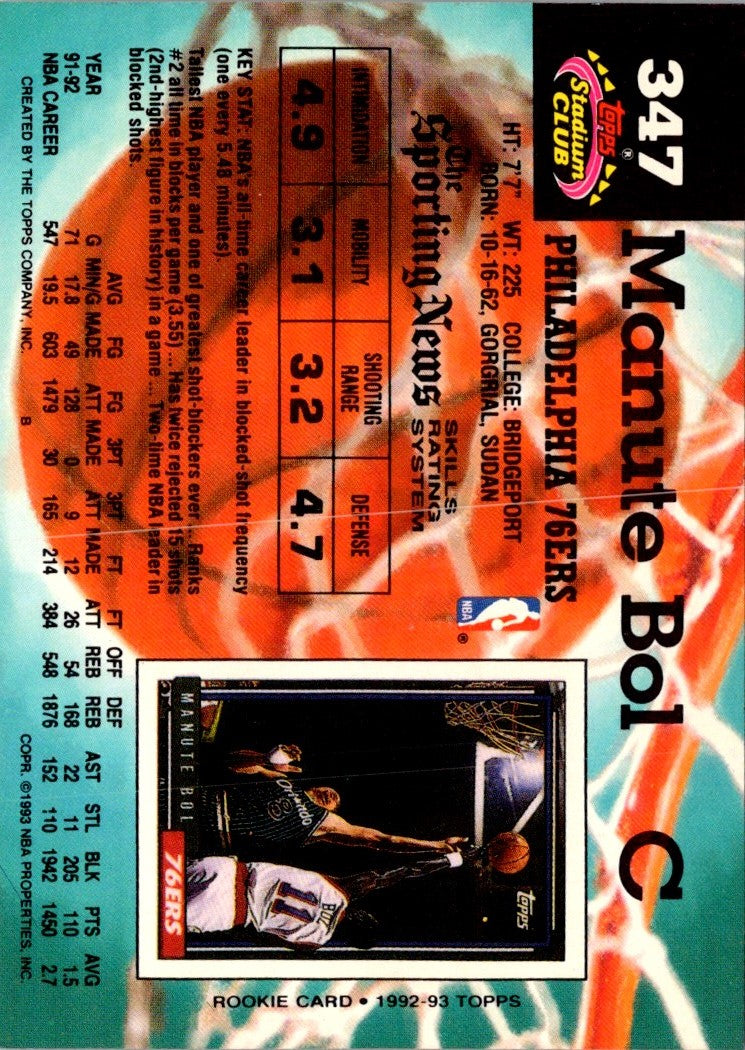 347 Manute Bol C
topps®
Stadium
CLUB
PHILADELPHIA 76ERS
HT: 7'7" WT: 225 COLLEGE: BRIDGEPORT
BORN: 10-16-62, GORGRIAL, SUDAN
NBA
®
The
Sporting News
SKILLS
RATING
SYSTEM
INTIMIDATION MOBILITY SHOOTING RANGE DEFENSE
4.9 3.1 3.2 4.7
KEY STAT: NBA's all-time career leader in blocked-shot frequency
(one every 5.48 minutes).
Tallest NBA player and one of greatest shot-blockers ever ... Ranks
#2 all time in blocks per game (3.55) ... Has twice rejected 15 shots
(2nd-highest figure in history) in a game ... Two-time NBA leader in
blocked shots.
AVG FG FG 3PT 3PT FT FT OFF DEF
YEAR G MIN/G MADE ATT MADE ATT MADE ATT REB REB AST STL BLK PTS AVG
91-92 71 17.8 49 128 0 9 12 26 54 168 22 11 205 110 1.5
NBA CAREER 547 19.5 603 1479 30 165 214 384 548 1876 152 110 1942 1450 2.7
CREATED BY THE TOPPS COMPANY, INC. B COPR. ©1993 NBA PROPERTIES, INC.
topps
Orlando
BOL
11
MANUTE BOL
76ERS
ROOKIE CARD • 1992-93 TOPPS